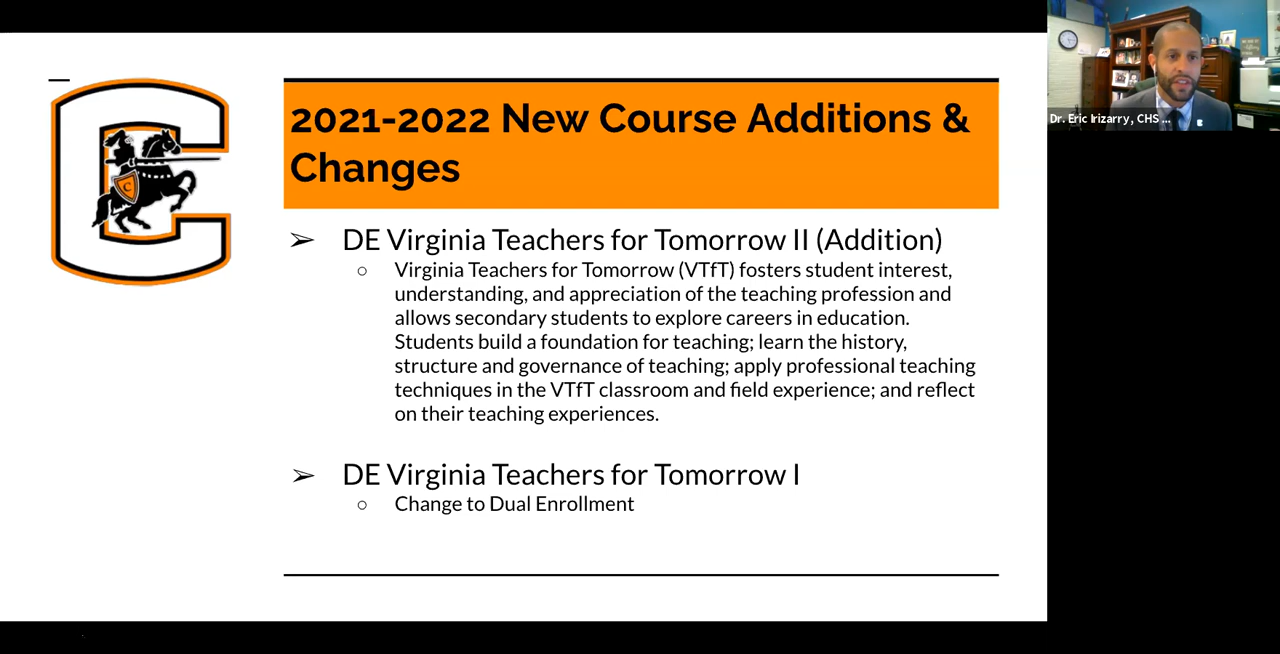 2021-2022 New Course Additions &
Changes
➢ DE Virginia Teachers for Tomorrow II (Addition)
○ Virginia Teachers for Tomorrow (VTfT) fosters student interest,
understanding, and appreciation of the teaching profession and
allows secondary students to explore careers in education.
Students build a foundation for teaching; learn the history,
structure and governance of teaching; apply professional teaching
techniques in the VTfT classroom and field experience; and reflect
on their teaching experiences.
➢ DE Virginia Teachers for Tomorrow I
○ Change to Dual Enrollment
C
C
Dr. Eric Irizarry, CHS ...